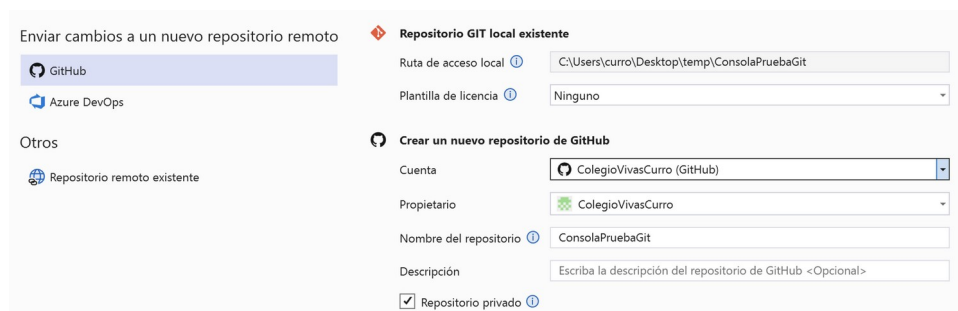 Enviar cambios a un nuevo repositorio remoto
GitHub
Azure DevOps
Otros
Repositorio remoto existente
Repositorio GIT local existente
Ruta de acceso local C:\Users\curro\Desktop\temp\ConsolaPruebaGit
Plantilla de licencia Ninguno
Crear un nuevo repositorio de GitHub
Cuenta ColegioVivasCurro (GitHub)
Propietario ColegioVivasCurro
Nombre del repositorio ConsolaPruebaGit
Descripción Escriba la descripción del repositorio de GitHub <Opcional>
Repositorio privado